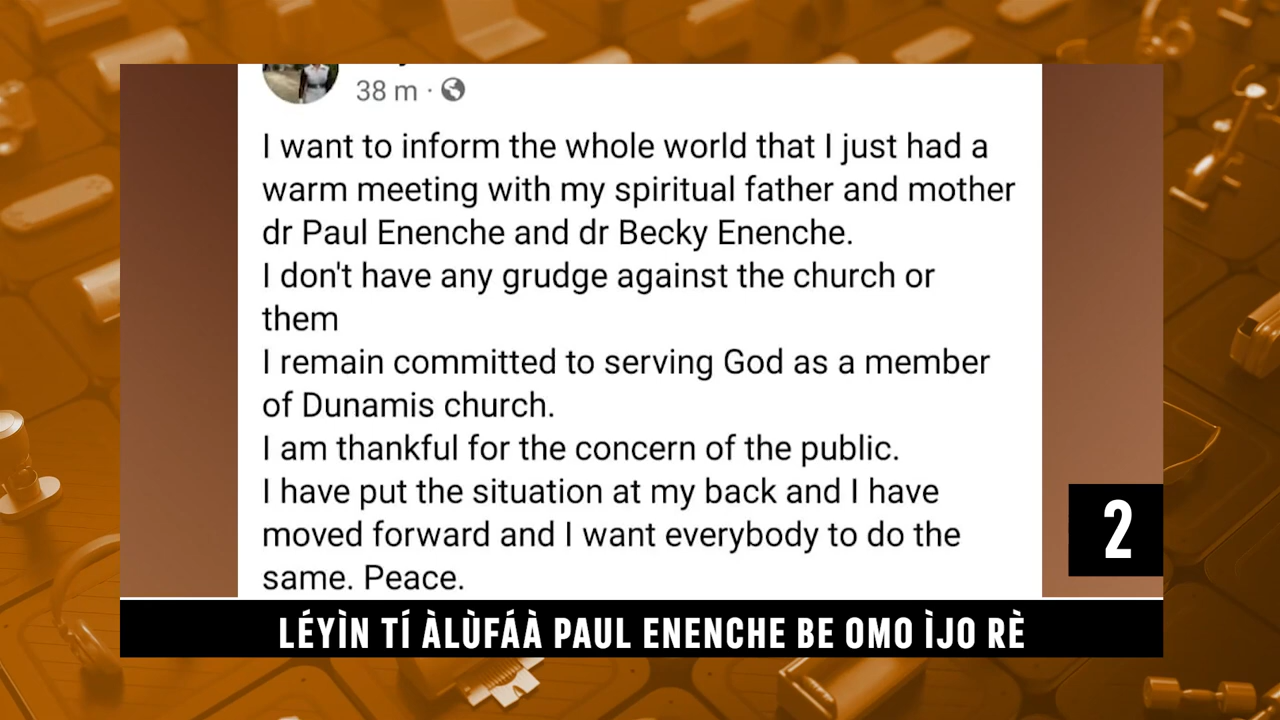 38 m ·
I want to inform the whole world that I just had a
warm meeting with my spiritual father and mother
dr Paul Enenche and dr Becky Enenche.
I don't have any grudge against the church or
them
I remain committed to serving God as a member
of Dunamis church.
I am thankful for the concern of the public.
I have put the situation at my back and I have
moved forward and I want everybody to do the
same. Peace.
2
LÉYÌN TÍ ÀLÙFÁÀ PAUL ENENCHE BE OMO ÌJO RÈ